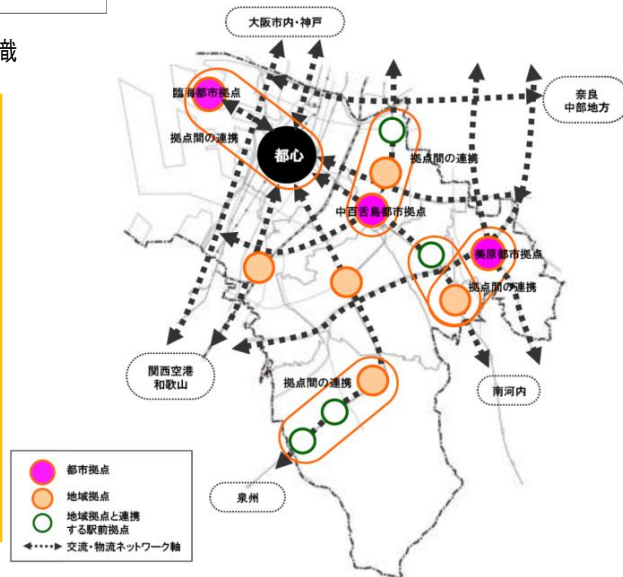 織
大阪市内・神戸
臨海都市拠点
奈良
中部地方
拠点間の連携
都心
拠点間の連携
中百舌鳥都市拠点
美原都市拠点
拠点間の連携
関西空港
和歌山
拠点間の連携
南河内
泉州
都市拠点
地域拠点
地域拠点と連携
する駅前拠点
交流・物流ネットワーク軸